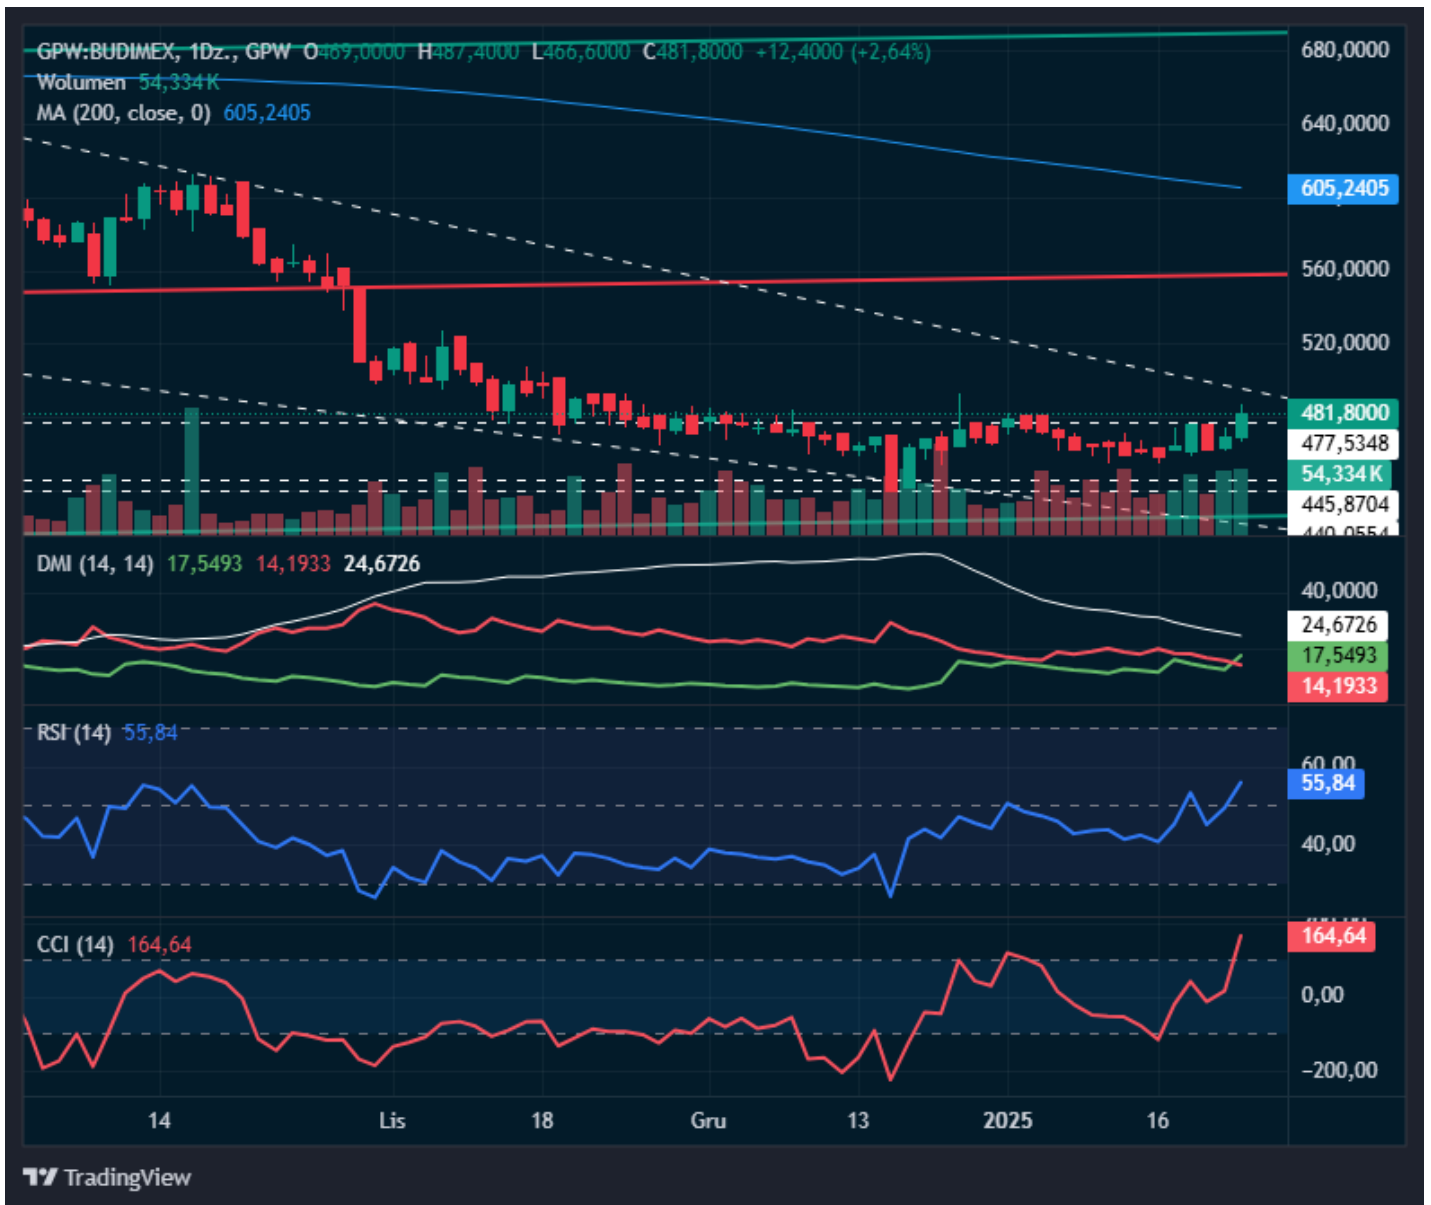 GPW:BUDIMEX, 1Dz., GPW O469,0000 H487,4000 L466,6000 C481,8000 +12,4000 (+2,64%)
Wolumen 54,334K
MA (200, close, 0) 605,2405
680,0000
640,0000
605,2405
560,0000
520,0000
481,8000
477,5348
54,334K
445,8704
440,0554
DMI (14, 14) 17,5493 14,1933 24,6726
40,0000
24,6726
17,5493
14,1933
RSI (14) 55,84
60,00
55,84
40,00
CCI (14) 164,64
164,64
0,00
−200,00
14 Lis 18 Gru 13 2025 16
TradingView